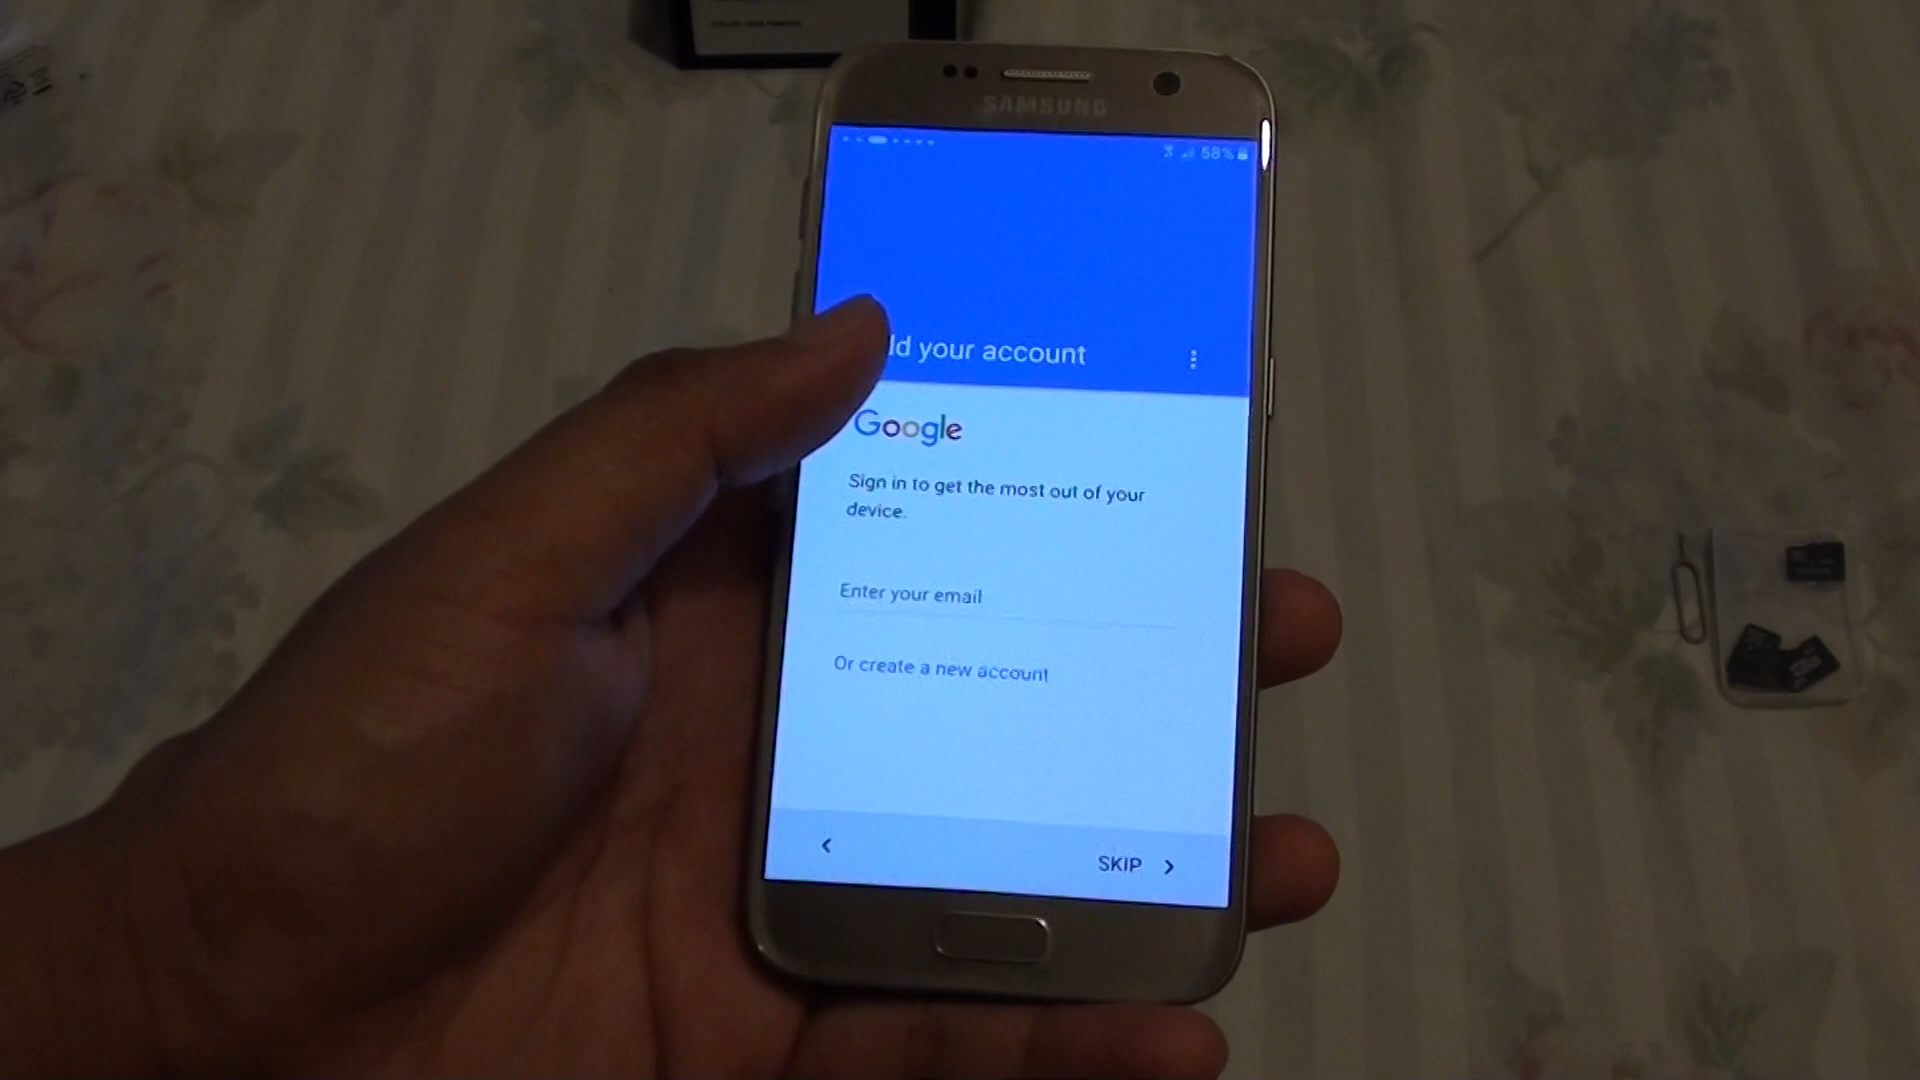 SAMSUNG
58%
ld your account
Google
Sign in to get the most out of your
device.
Enter your email
Or create a new account
SKIP